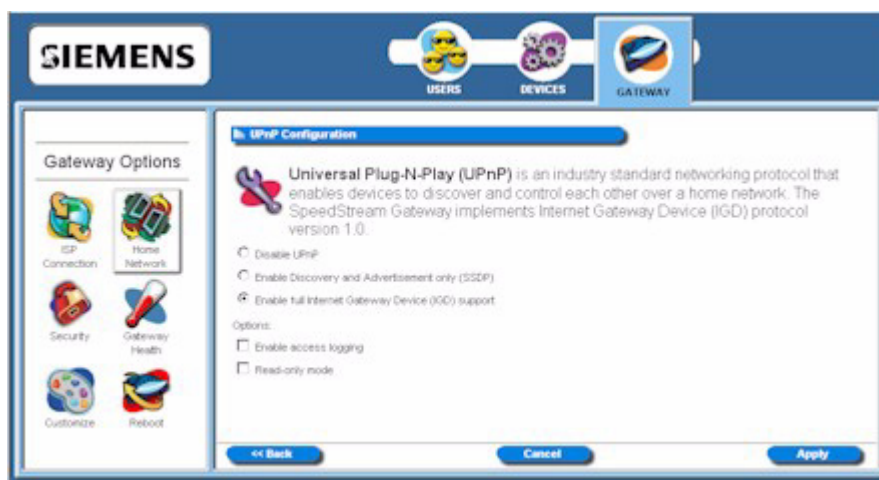 SIEMENS
USERS
DEVICES
GATEWAY
Gateway Options
ISP
Connection
Home
Network
Security
Gateway
Health
Customize
Reboot
UPnP Configuration
Universal Plug-N-Play (UPnP) is an industry standard networking protocol that
enables devices to discover and control each other over a home network. The
SpeedStream Gateway implements Internet Gateway Device (IGD) protocol
version 1.0.
Disable UPnP
Enable Discovery and Advertisement only (SSDP)
Enable full Internet Gateway Device (IGD) support
Options:
Enable access logging
Read-only mode
<< Back
Cancel
Apply